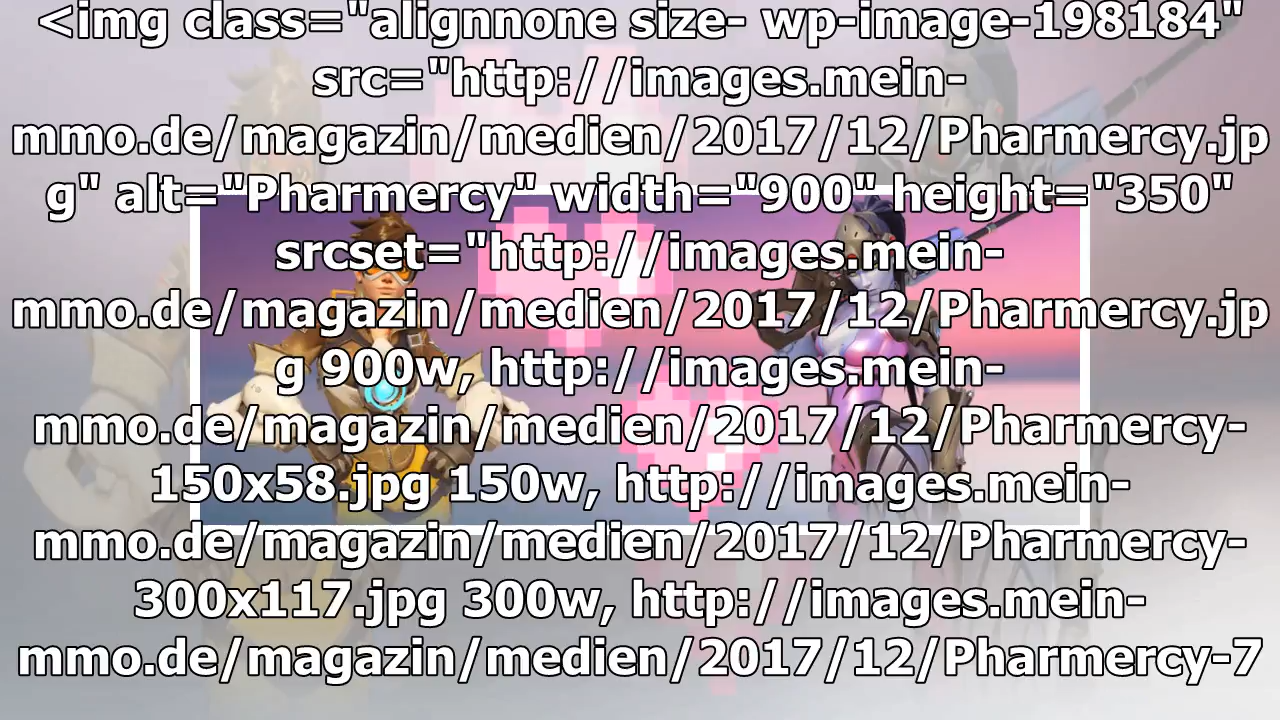 <img class="alignnone size- wp-image-198184"
src="http://images.mein-
mmo.de/magazin/medien/2017/12/Pharmercy.jp
g" alt="Pharmercy" width="900" height="350"
srcset="http://images.mein-
mmo.de/magazin/medien/2017/12/Pharmercy.jp
g 900w, http://images.mein-
mmo.de/magazin/medien/2017/12/Pharmercy-
150x58.jpg 150w, http://images.mein-
mmo.de/magazin/medien/2017/12/Pharmercy-
300x117.jpg 300w, http://images.mein-
mmo.de/magazin/medien/2017/12/Pharmercy-7